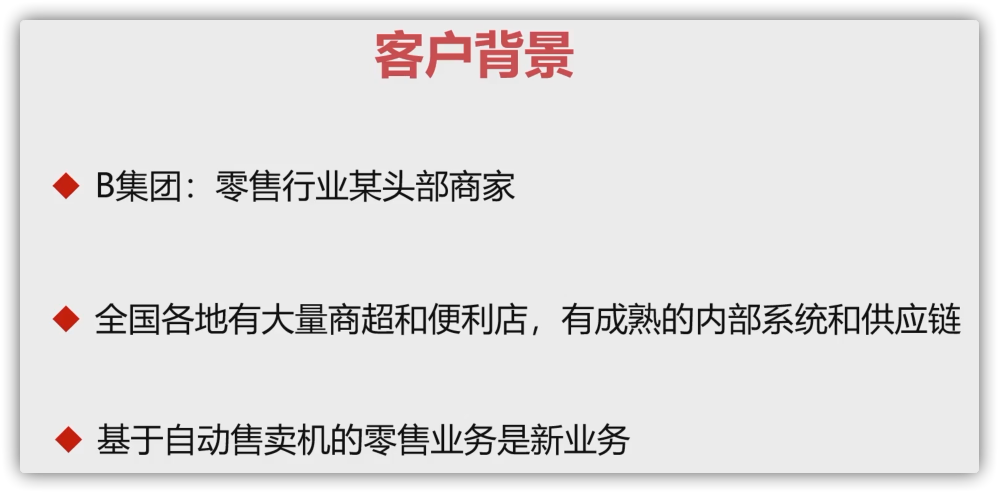 客户背景
◆ B集团：零售行业某头部商家
◆ 全国各地有大量商超和便利店，有成熟的内部系统和供应链
◆ 基于自动售卖机的零售业务是新业务